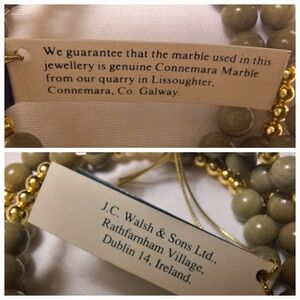 We guarantee that the marble used in this
jewellery is genuine Connemara Marble
from our quarry in Lissoughter,
Connemara, Co. Galway.
J.C. Walsh & Sons Ltd.,
Rathfarnham Village,
Dublin 14, Ireland.